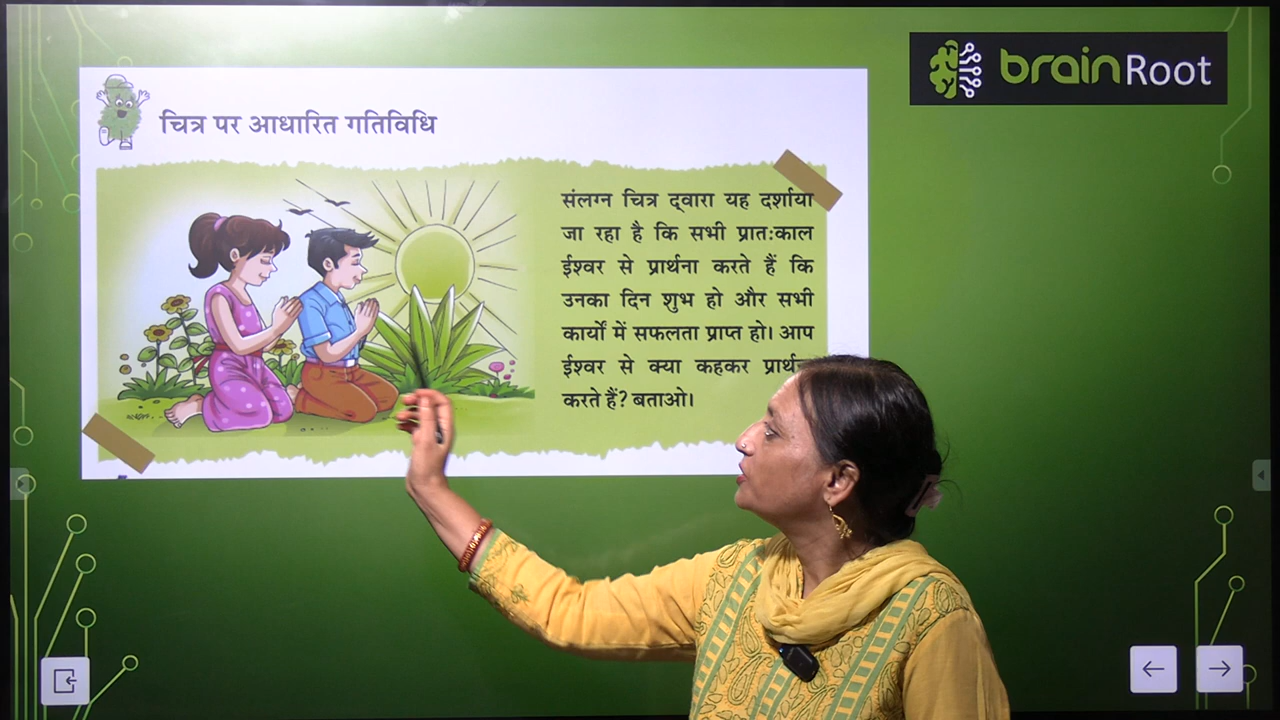 brainRoot
चित्र पर आधारित गतिविधि
संलग्न चित्र द्‌वारा यह दर्शाया
जा रहा है कि सभी प्रात:काल
ईश्वर से प्रार्थना करते हैं कि
उनका दिन शुभ हो और सभी
कार्यों में सफलता प्राप्त हो। आप
ईश्वर से क्या कहकर
करते हैं? बताओ।